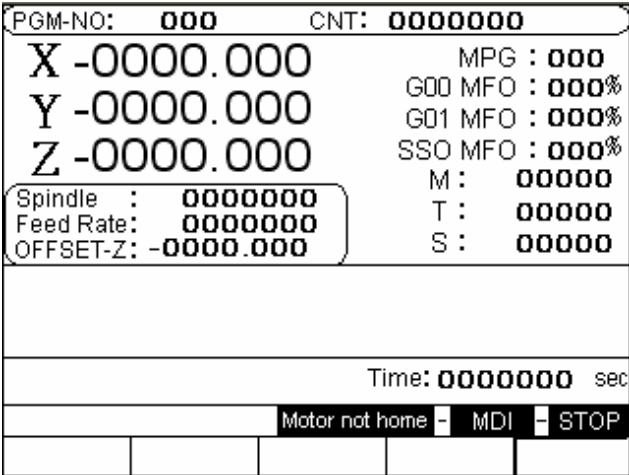 PGM-NO: 000 CNT: 0000000
X -0000.000
Y -0000.000
Z -0000.000
MPG : 000
G00 MFO : 000%
G01 MFO : 000%
SSO MFO : 000%
M : 00000
T : 00000
S : 00000
Spindle : 0000000
Feed Rate: 0000000
OFFSET-Z: -0000.000
Time: 0000000 sec
Motor not home - MDI - STOP